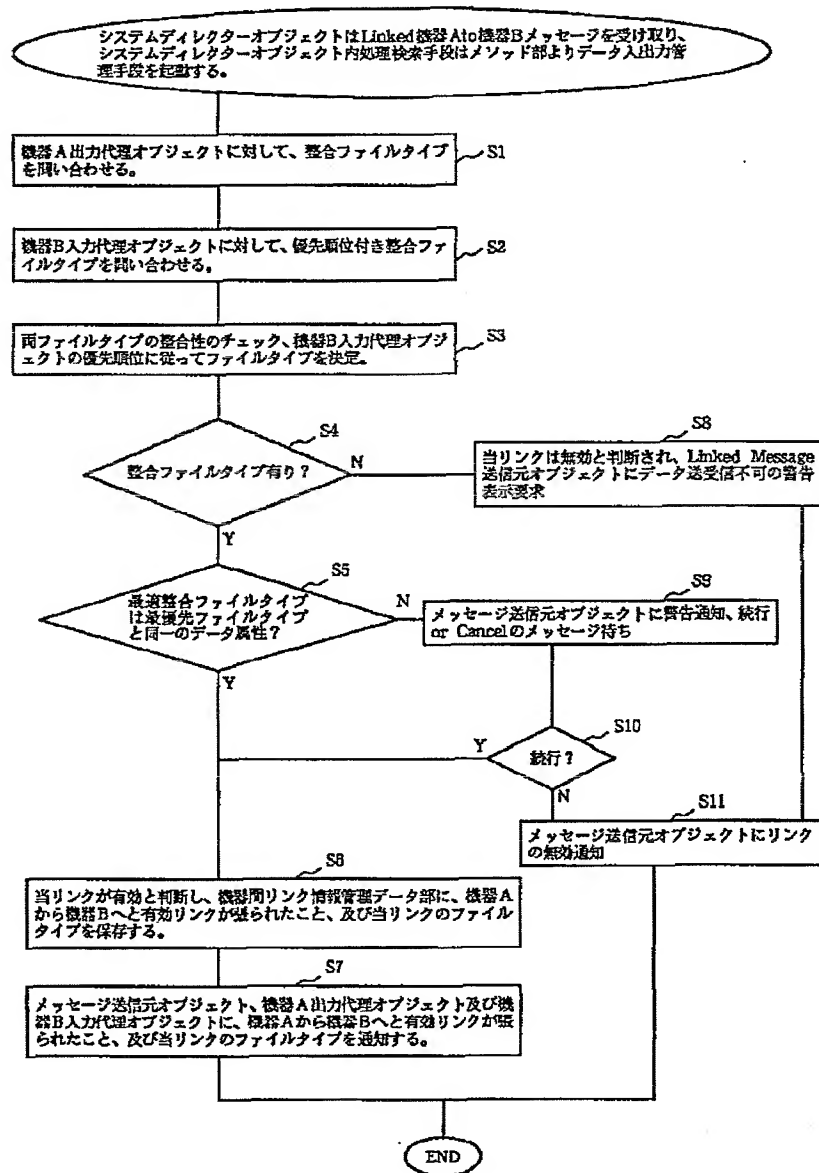 システムディレクターオブジェクトはLinked機器Ato機器Bメッセージを受け取り、
システムディレクターオブジェクト内処理検索手段はメソッド部よりデータ入出力管
理手段を起動する。
機器A出力代理オブジェクトに対して、整合ファイルタイプ
を問い合わせる。
S1
機器B入力代理オブジェクトに対して、優先順位付き整合ファ
イルタイプを問い合わせる。
S2
両ファイルタイプの整合性のチェック、機器B入力代理オブジ
ェクトの優先順位に従ってファイルタイプを決定。
S3
S4
整合ファイルタイプ有り?
N
Y
S8
当リンクは無効と判断され、Linked Message
送信元オブジェクトにデータ送受信不可の警告
表示要求
S5
最適整合ファイルタイプ
は最優先ファイルタイプ
と同一のデータ属性?
N
Y
S9
メッセージ送信元オブジェクトに警告通知、続行
or Cancelのメッセージ待ち
S10
続行?
Y
N
S11
メッセージ送信元オブジェクトにリンク
の無効通知
S6
当リンクが有効と判断し、機器間リンク情報管理データ部に、機器A
から機器Bへと有効リンクが張られたこと、及び当リンクのファイル
タイプを保存する。
S7
メッセージ送信元オブジェクト、機器A出力代理オブジェクト及び機
器B入力代理オブジェクトに、機器Aから機器Bへと有効リンクが張
られたこと、及び当リンクのファイルタイプを通知する。
END